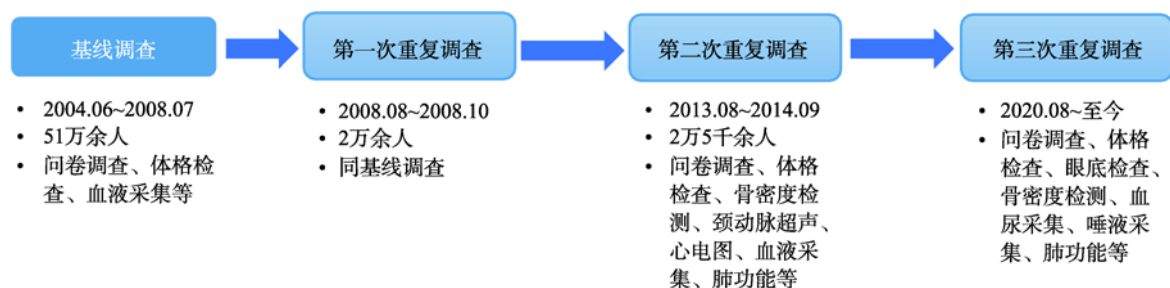 基线调查
第一次重复调查
第二次重复调查
第三次重复调查
• 2004.06~2008.07
• 51万余人
• 问卷调查、体格检
查、血液采集等
• 2008.08~2008.10
• 2万余人
• 同基线调查
• 2013.08~2014.09
• 2万5千余人
• 问卷调查、体格
检查、骨密度检
测、颈动脉超声、
心电图、血液采
集、肺功能等
• 2020.08~至今
• 问卷调查、体格
检查、眼底检查、
骨密度检测、血
尿采集、唾液采
集、肺功能等